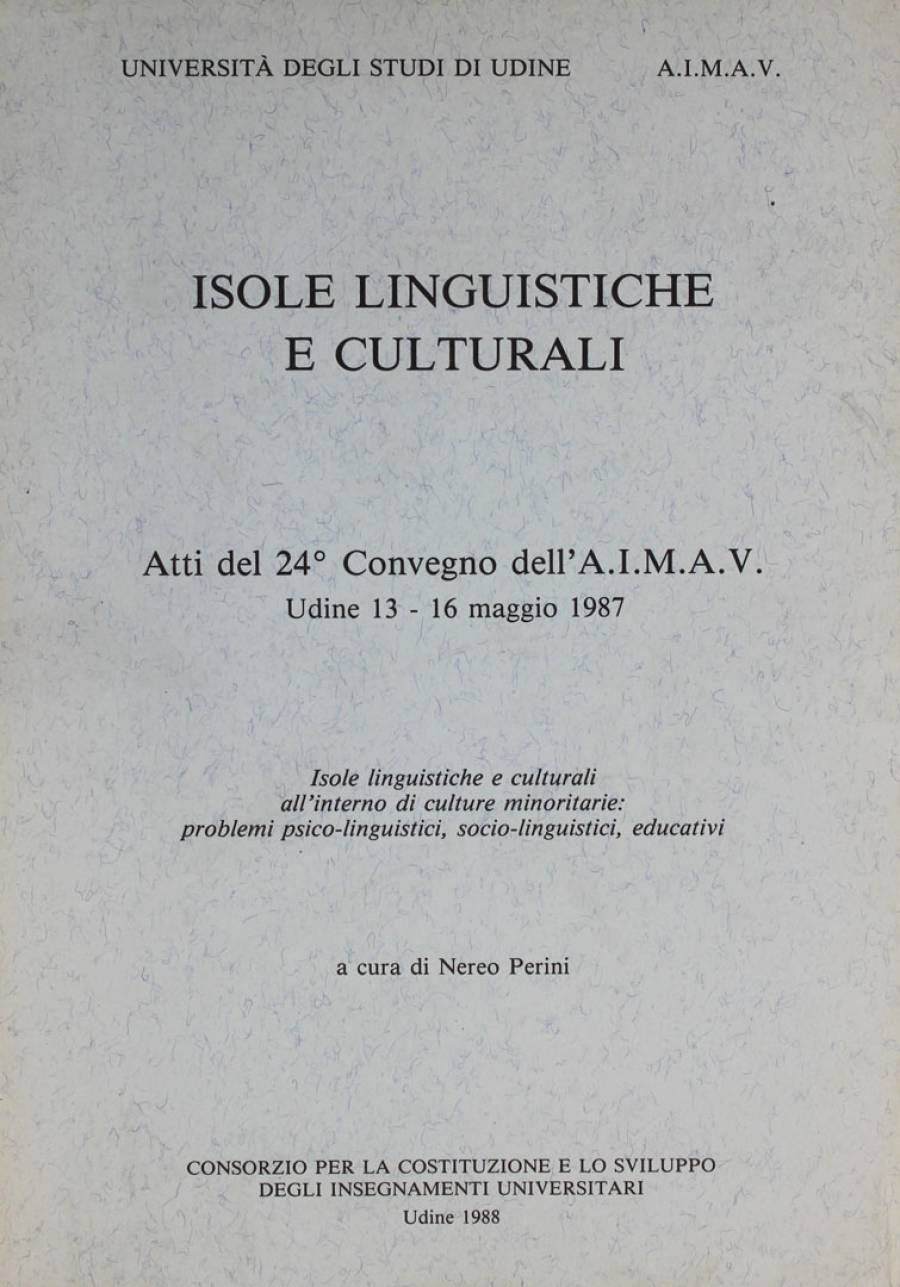 UNIVERSITÀ DEGLI STUDI DI UDINE A.I.M.A.V.
ISOLE LINGUISTICHE
E CULTURALI
Atti del 24° Convegno dell'A.I.M.A.V.
Udine 13 - 16 maggio 1987
Isole linguistiche e culturali
all'interno di culture minoritarie:
problemi psico-linguistici, socio-linguistici, educativi
a cura di Nereo Perini
CONSORZIO PER LA COSTITUZIONE E LO SVILUPPO
DEGLI INSEGNAMENTI UNIVERSITARI
Udine 1988